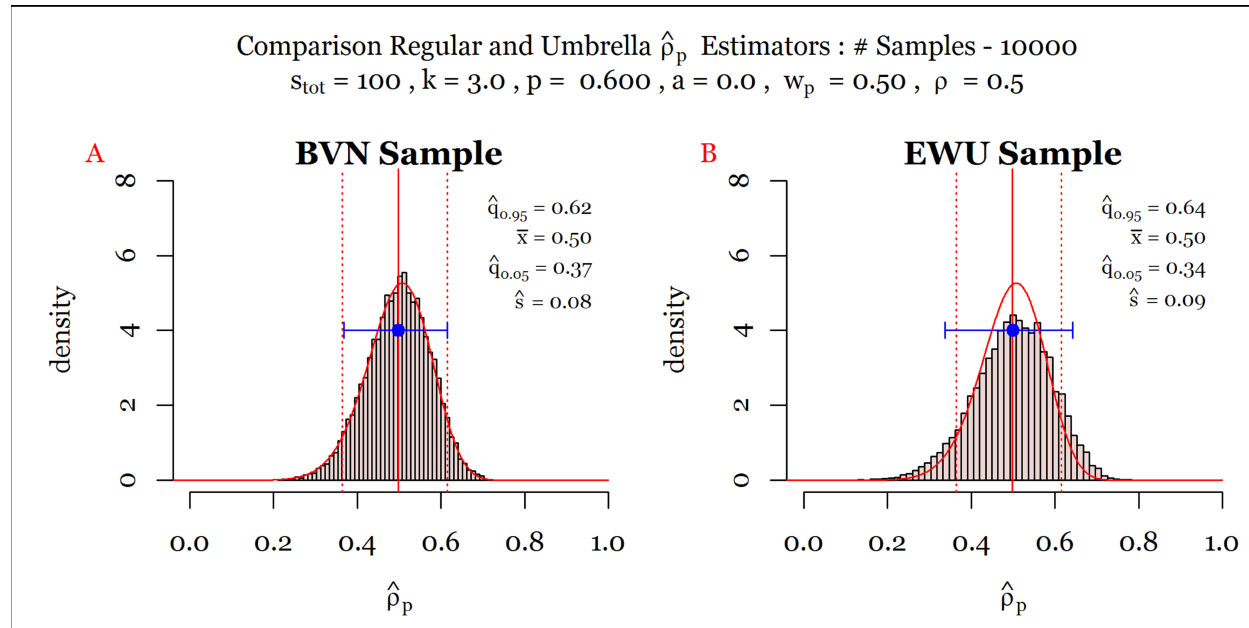 Comparison Regular and Umbrella ρ̂ₚ Estimators : # Samples - 10000
sₜₒₜ = 100 , k = 3.0 , p = 0.600 , a = 0.0 , wₚ = 0.50 , ρ = 0.5
A
BVN Sample
8
6
4
2
0
density
q̂₀.₉₅ = 0.62
x̅ = 0.50
q̂₀.₀₅ = 0.37
ŝ = 0.08
0.0 0.2 0.4 0.6 0.8 1.0
ρ̂ₚ
B
EWU Sample
8
6
4
2
0
density
q̂₀.₉₅ = 0.64
x̅ = 0.50
q̂₀.₀₅ = 0.34
ŝ = 0.09
0.0 0.2 0.4 0.6 0.8 1.0
ρ̂ₚ